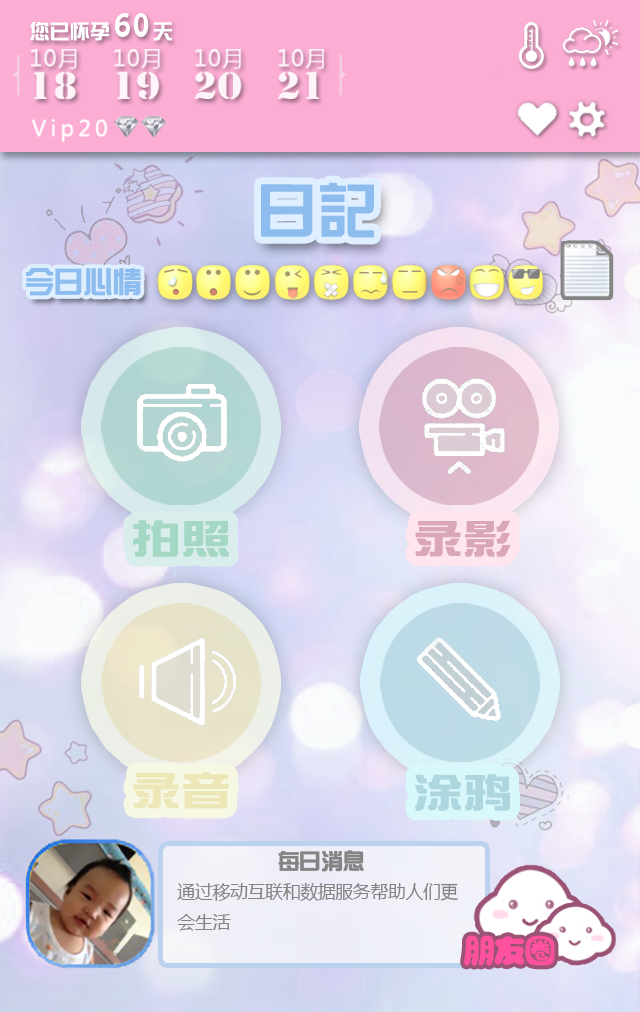 您已怀孕60天
10月 10月 10月 10月
18 19 20 21
Vip20
日記
今日心情
拍照 录影
录音 涂鸦
每日消息
通过移动互联和数据服务帮助人们更
会生活
朋友圈